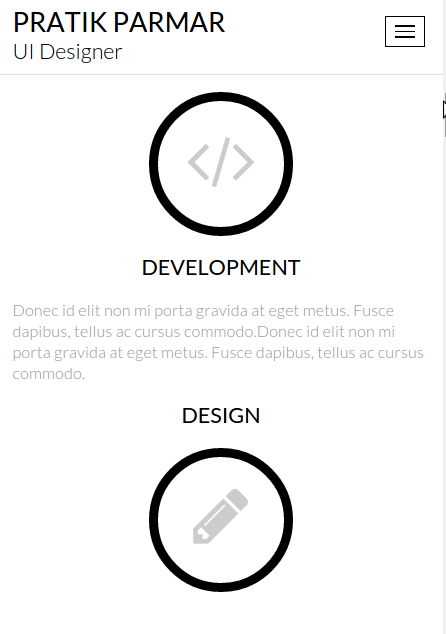 PRATIK PARMAR
UI Designer
DEVELOPMENT
Donec id elit non mi porta gravida at eget metus. Fusce
dapibus, tellus ac cursus commodo.Donec id elit non mi
porta gravida at eget metus. Fusce dapibus, tellus ac cursus
commodo.
DESIGN